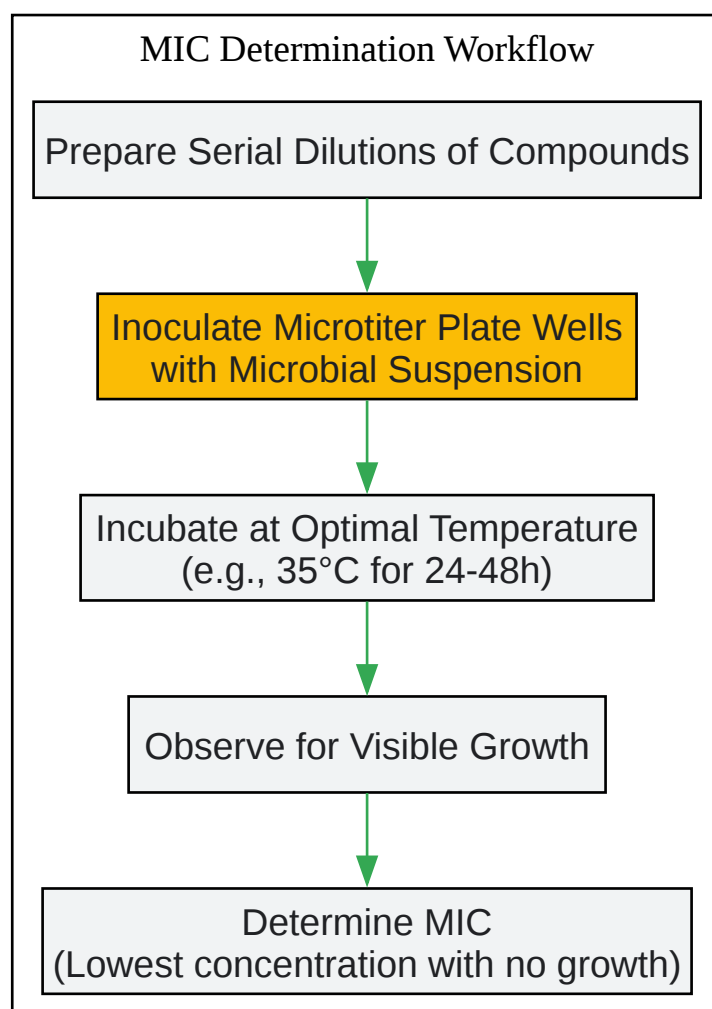 MIC Determination Workflow
Prepare Serial Dilutions of Compounds
Inoculate Microtiter Plate Wells
with Microbial Suspension
Incubate at Optimal Temperature
(e.g., 35°C for 24-48h)
Observe for Visible Growth
Determine MIC
(Lowest concentration with no growth)